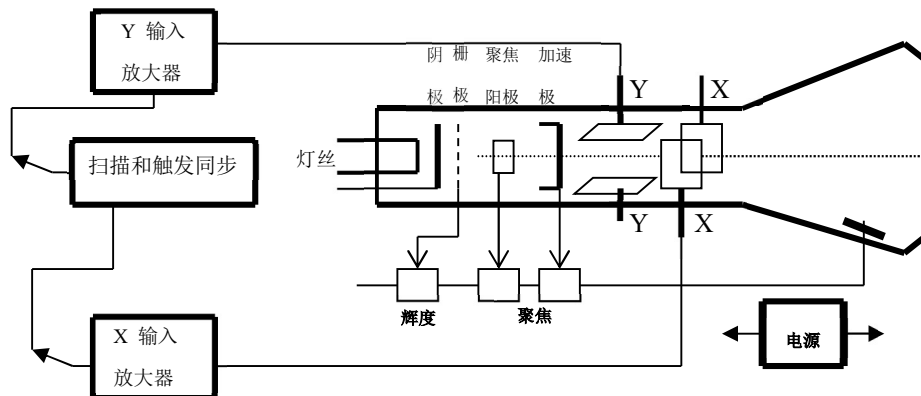 Y 输入
放大器
阴 栅 聚焦 加速
极 极 阳极 极
Y X
灯丝
扫描和触发同步
Y X
辉度 聚焦
电源
X 输入
放大器